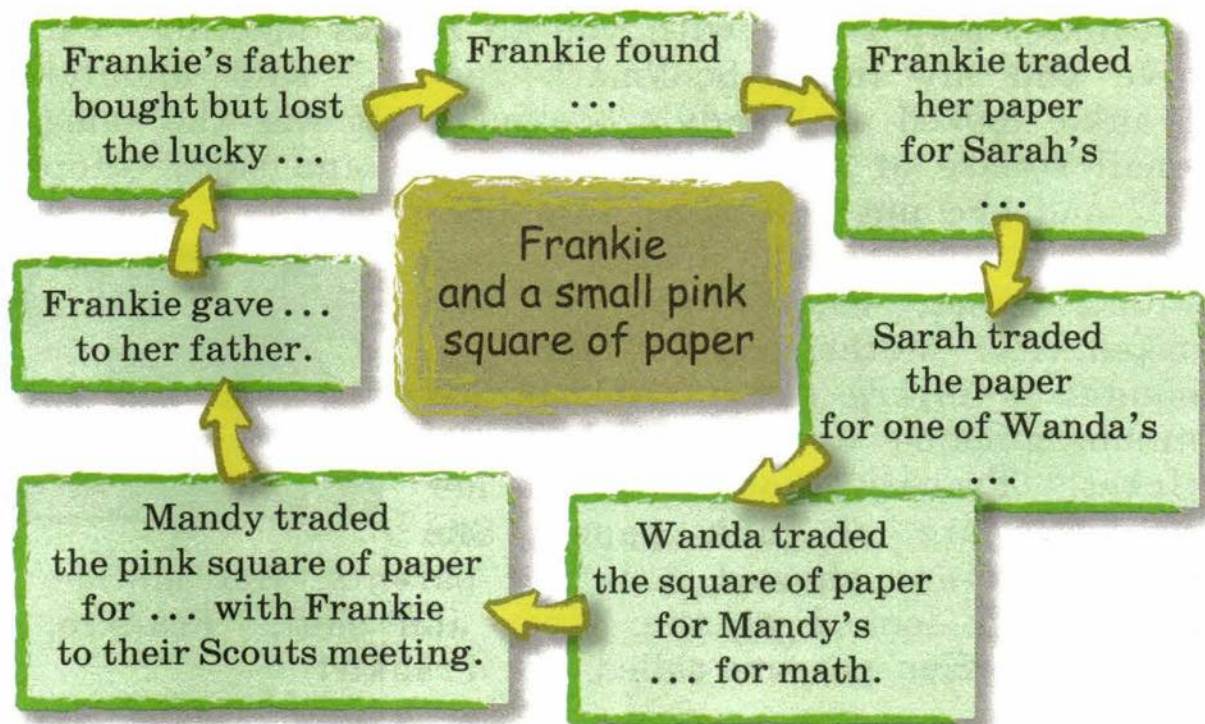 Frankie's father
bought but lost
the lucky ...
Frankie found
...
Frankie traded
her paper
for Sarah's
...
Frankie
and a small pink
square of paper
Frankie gave ...
to her father.
Sarah traded
the paper
for one of Wanda's
...
Mandy traded
the pink square of paper
for ... with Frankie
to their Scouts meeting.
Wanda traded
the square of paper
for Mandy's
... for math.